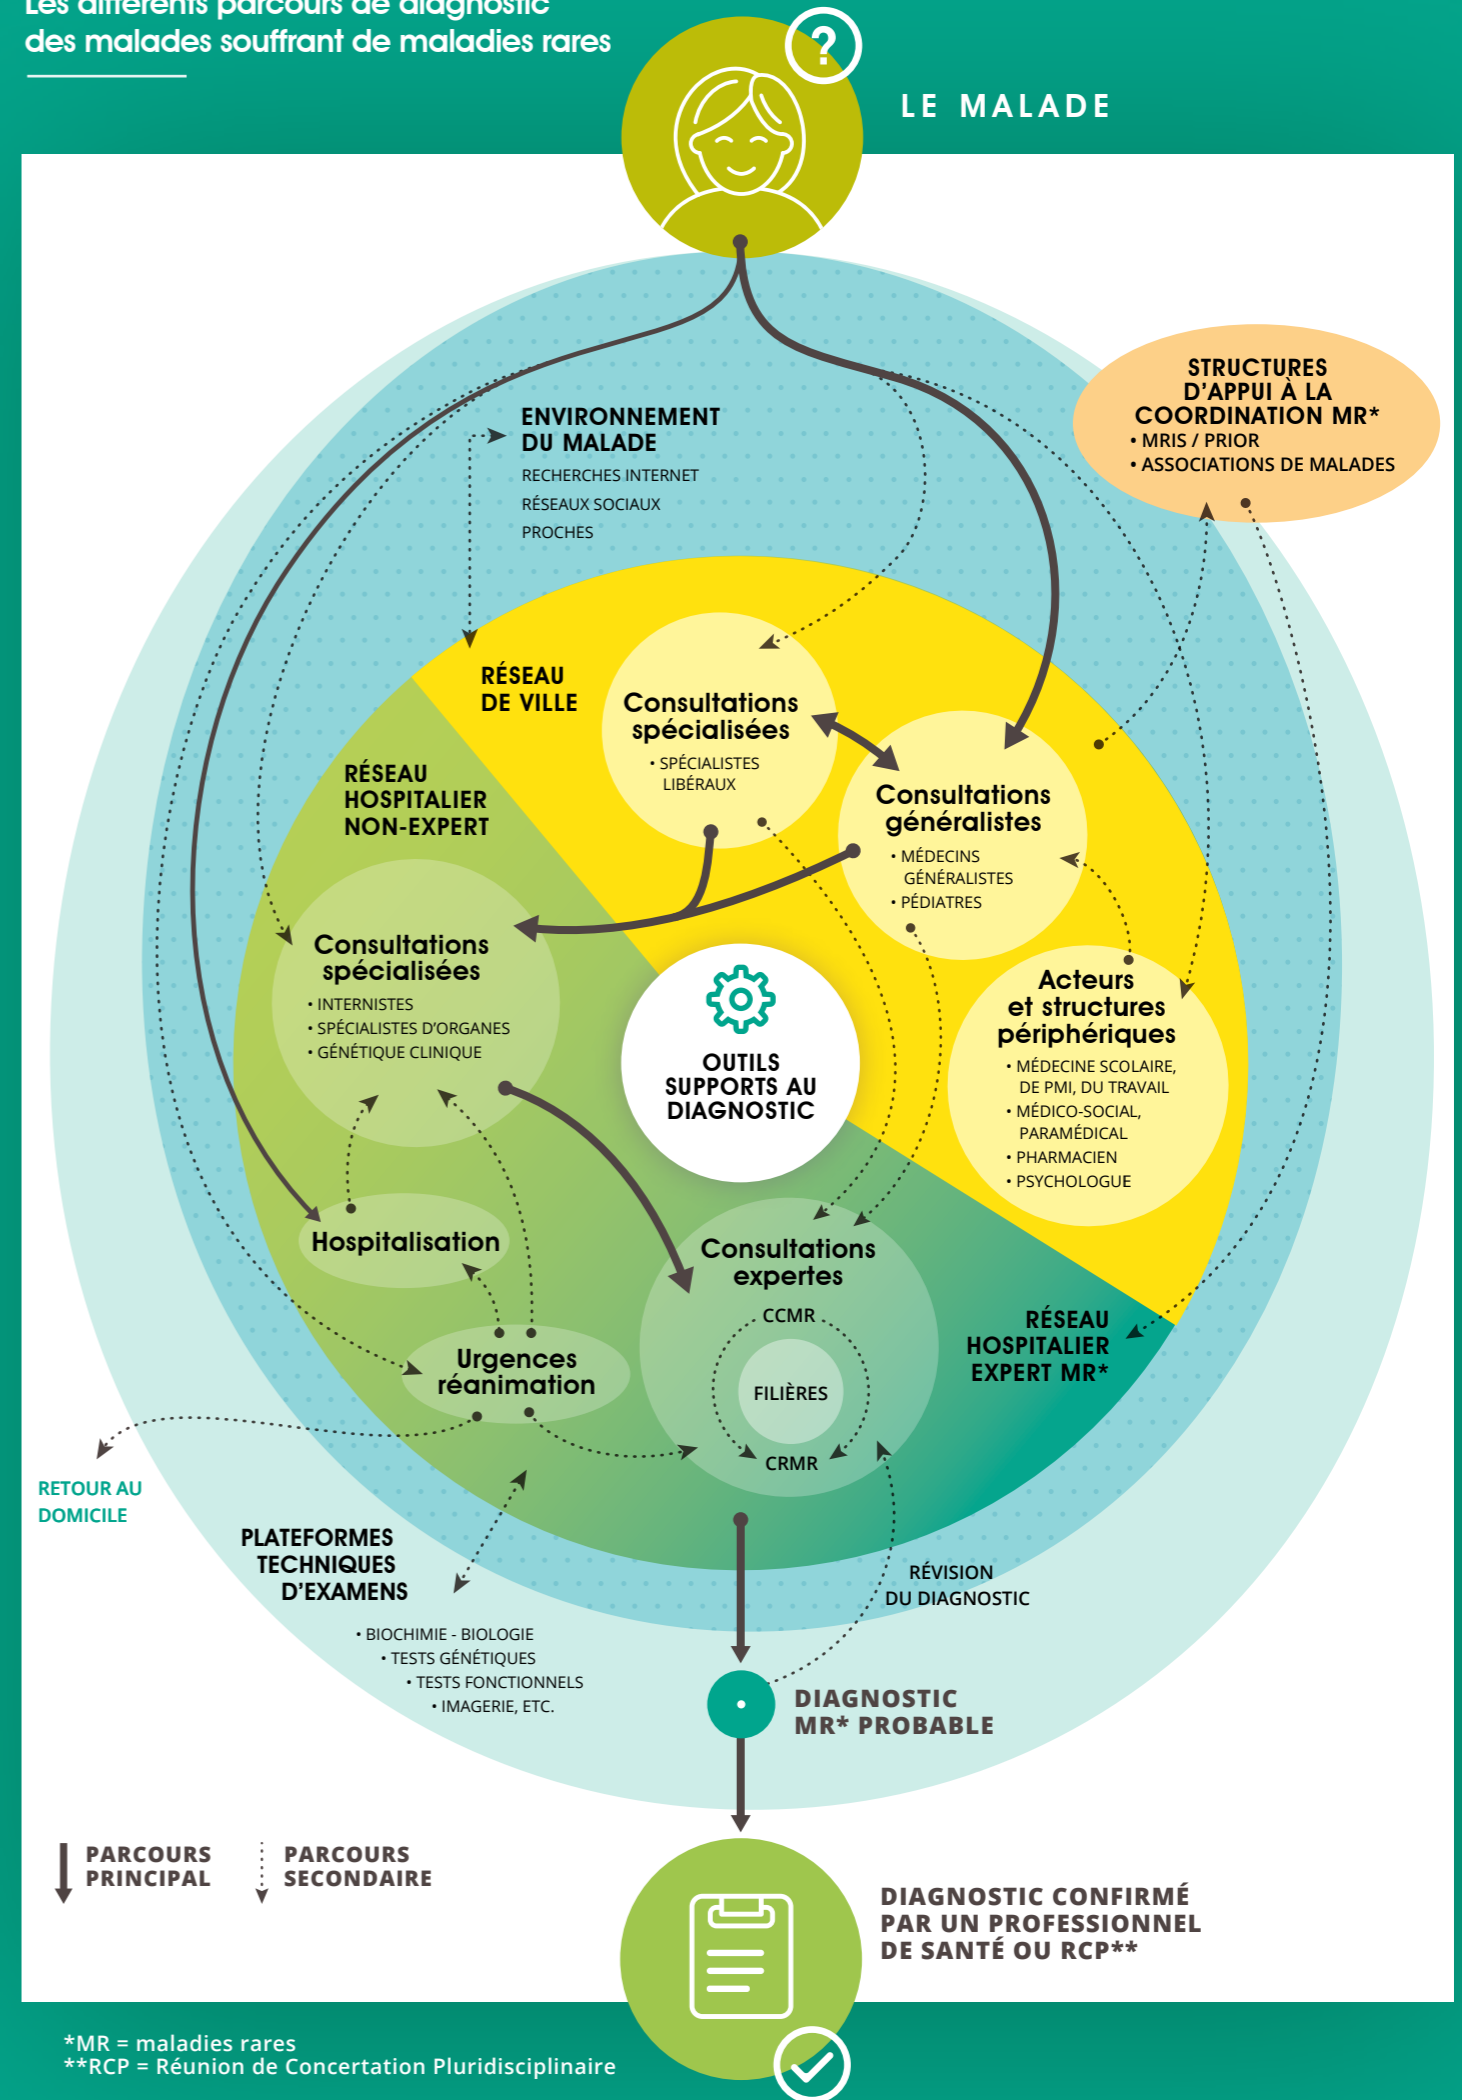 Les différents parcours de diagnostic
des malades souffrant de maladies rares
?
LE MALADE
STRUCTURES
D'APPUI À LA
COORDINATION MR*
• MRIS / PRIOR
• ASSOCIATIONS DE MALADES
ENVIRONNEMENT
DU MALADE
RECHERCHES INTERNET
RÉSEAUX SOCIAUX
PROCHES
RÉSEAU
DE VILLE
Consultations
spécialisées
• SPÉCIALISTES
LIBÉRAUX
Consultations
généralistes
• MÉDECINS
GÉNÉRALISTES
• PÉDIATRES
RÉSEAU
HOSPITALIER
NON-EXPERT
Consultations
spécialisées
• INTERNISTES
• SPÉCIALISTES D'ORGANES
• GÉNÉTIQUE CLINIQUE
OUTILS
SUPPORTS AU
DIAGNOSTIC
Acteurs
et structures
périphériques
• MÉDECINE SCOLAIRE,
DE PMI, DU TRAVAIL
• MÉDICO-SOCIAL,
PARAMÉDICAL
• PHARMACIEN
• PSYCHOLOGUE
Hospitalisation
Consultations
expertes
CCMR
FILIÈRES
CRMR
RÉSEAU
HOSPITALIER
EXPERT MR*
Urgences
réanimation
RETOUR AU
DOMICILE
PLATEFORMES
TECHNIQUES
D'EXAMENS
• BIOCHIMIE - BIOLOGIE
• TESTS GÉNÉTIQUES
• TESTS FONCTIONNELS
• IMAGERIE, ETC.
RÉVISION
DU DIAGNOSTIC
DIAGNOSTIC
MR* PROBABLE
PARCOURS
PRINCIPAL
PARCOURS
SECONDAIRE
DIAGNOSTIC CONFIRMÉ
PAR UN PROFESSIONNEL
DE SANTÉ OU RCP**
*MR = maladies rares
**RCP = Réunion de Concertation Pluridisciplinaire